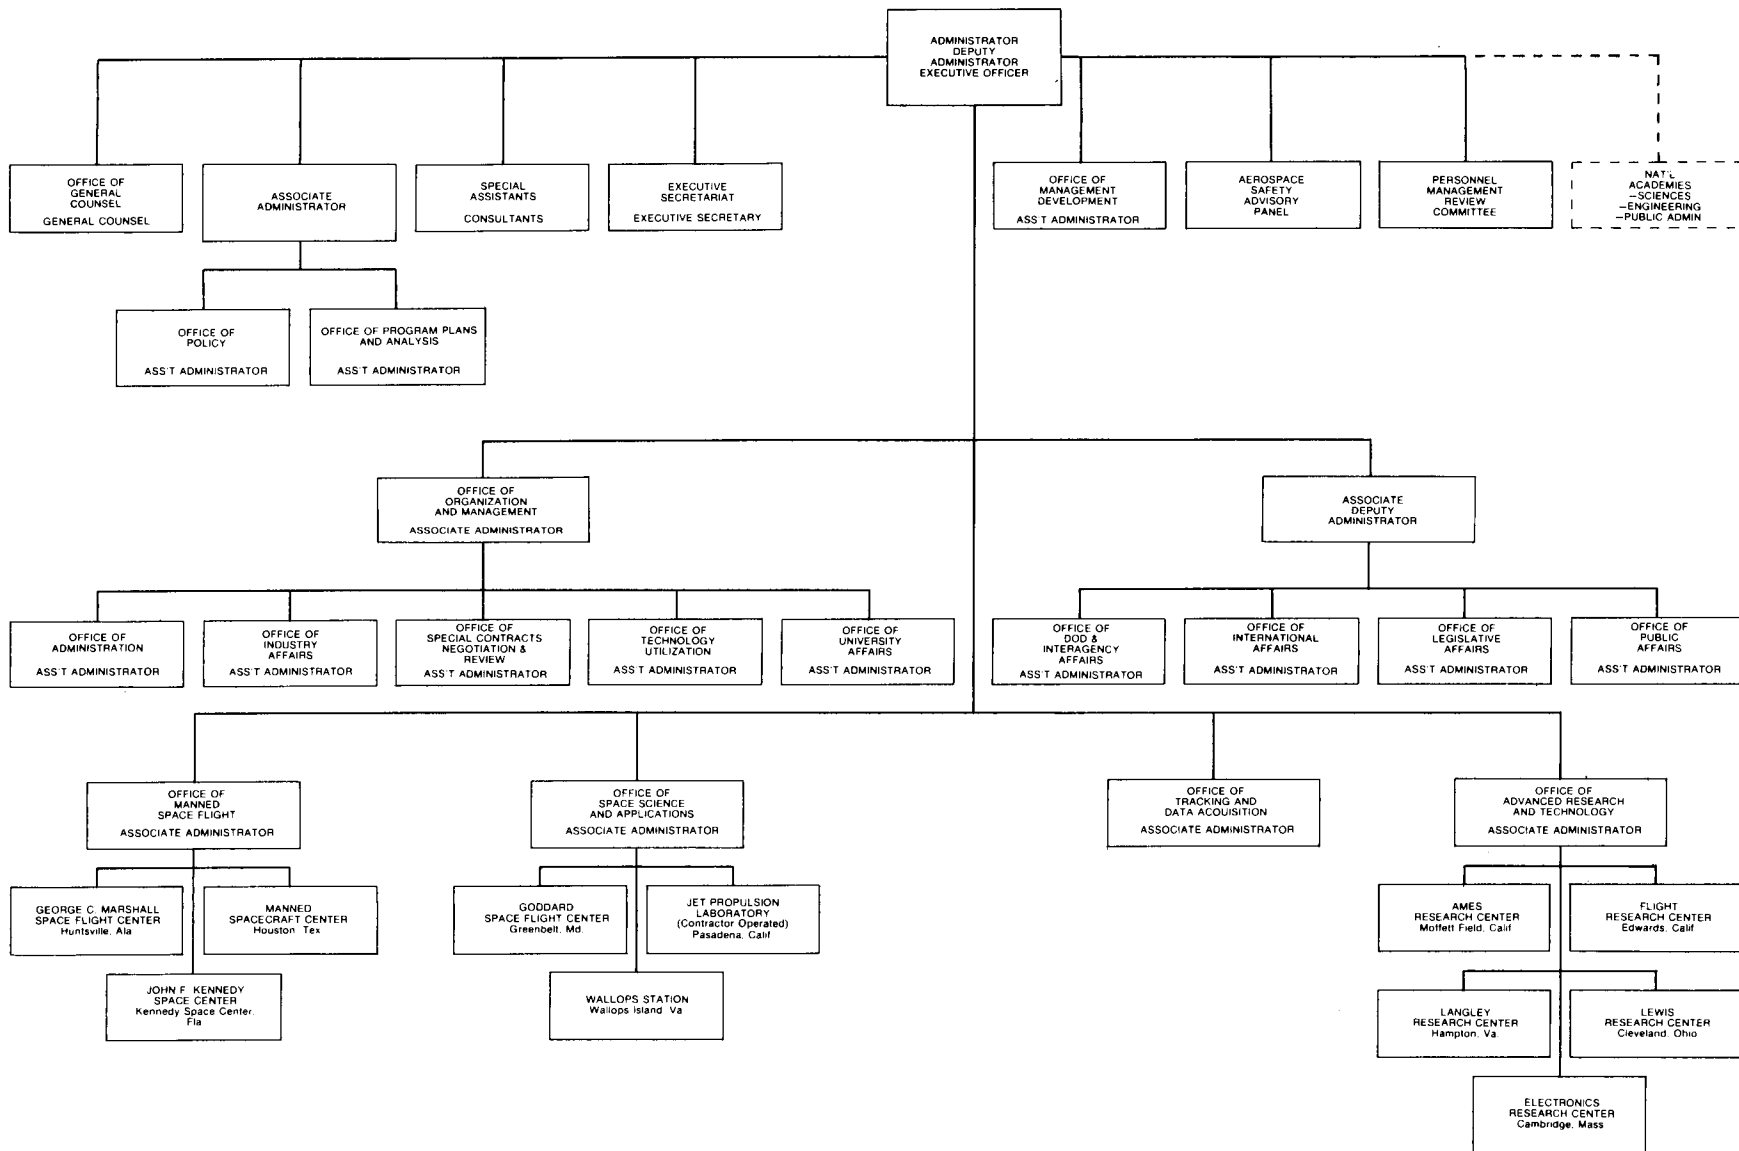 ADMINISTRATOR
DEPUTY
ADMINISTRATOR
EXECUTIVE OFFICER
OFFICE OF
GENERAL
COUNSEL
GENERAL COUNSEL
ASSOCIATE
ADMINISTRATOR
SPECIAL
ASSISTANTS
CONSULTANTS
EXECUTIVE
SECRETARIAT
EXECUTIVE SECRETARY
OFFICE OF
MANAGEMENT
DEVELOPMENT
ASS'T ADMINISTRATOR
AEROSPACE
SAFETY
ADVISORY
PANEL
PERSONNEL
MANAGEMENT
REVIEW
COMMITTEE
NAT'L
ACADEMIES
—SCIENCES
—ENGINEERING
—PUBLIC ADMIN
OFFICE OF
POLICY
ASS'T ADMINISTRATOR
OFFICE OF PROGRAM PLANS
AND ANALYSIS
ASS'T ADMINISTRATOR
OFFICE OF
ORGANIZATION
AND MANAGEMENT
ASSOCIATE ADMINISTRATOR
ASSOCIATE
DEPUTY
ADMINISTRATOR
OFFICE OF
ADMINISTRATION
ASS'T ADMINISTRATOR
OFFICE OF
INDUSTRY
AFFAIRS
ASS'T ADMINISTRATOR
OFFICE OF
SPECIAL CONTRACTS
NEGOTIATION &
REVIEW
ASS'T ADMINISTRATOR
OFFICE OF
TECHNOLOGY
UTILIZATION
ASS'T ADMINISTRATOR
OFFICE OF
UNIVERSITY
AFFAIRS
ASS'T ADMINISTRATOR
OFFICE OF
DOD &
INTERAGENCY
AFFAIRS
ASS'T ADMINISTRATOR
OFFICE OF
INTERNATIONAL
AFFAIRS
ASS'T ADMINISTRATOR
OFFICE OF
LEGISLATIVE
AFFAIRS
ASS'T ADMINISTRATOR
OFFICE OF
PUBLIC
AFFAIRS
ASS'T ADMINISTRATOR
OFFICE OF
MANNED
SPACE FLIGHT
ASSOCIATE ADMINISTRATOR
OFFICE OF
SPACE SCIENCE
AND APPLICATIONS
ASSOCIATE ADMINISTRATOR
OFFICE OF
TRACKING AND
DATA ACQUISITION
ASSOCIATE ADMINISTRATOR
OFFICE OF
ADVANCED RESEARCH
AND TECHNOLOGY
ASSOCIATE ADMINISTRATOR
GEORGE C. MARSHALL
SPACE FLIGHT CENTER
Huntsville, Ala
MANNED
SPACECRAFT CENTER
Houston, Tex
JOHN F. KENNEDY
SPACE CENTER
Kennedy Space Center,
Fla
GODDARD
SPACE FLIGHT CENTER
Greenbelt, Md.
JET PROPULSION
LABORATORY
(Contractor Operated)
Pasadena, Calif
WALLOPS STATION
Wallops Island Va
AMES
RESEARCH CENTER
Moffett Field, Calif
FLIGHT
RESEARCH CENTER
Edwards, Calif
LANGLEY
RESEARCH CENTER
Hampton, Va.
LEWIS
RESEARCH CENTER
Cleveland, Ohio
ELECTRONICS
RESEARCH CENTER
Cambridge, Mass